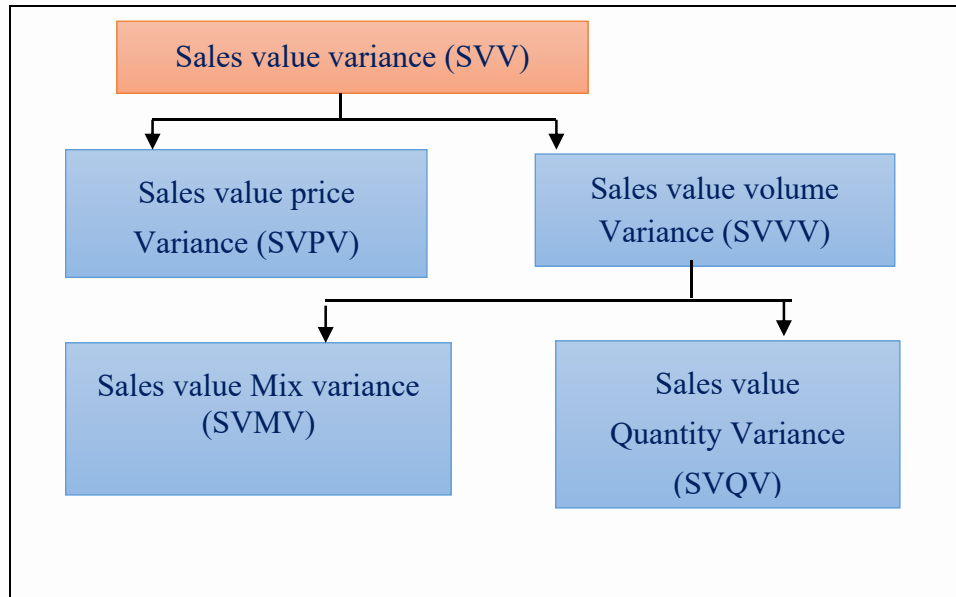 Sales value variance (SVV)
Sales value price
Variance (SVPV)
Sales value volume
Variance (SVVV)
Sales value Mix variance
(SVMV)
Sales value
Quantity Variance
(SVQV)